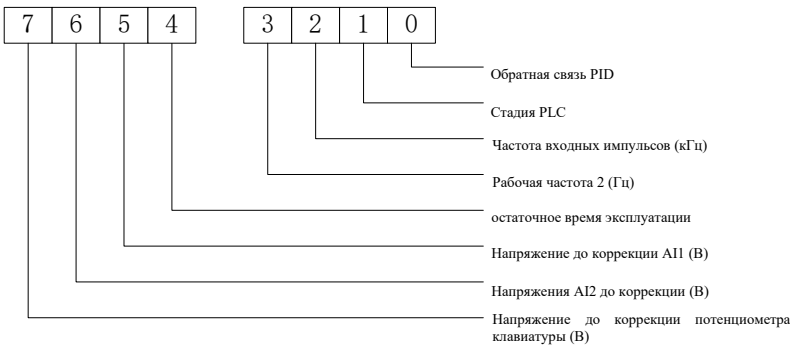 7 6 5 4 3 2 1 0
Обратная связь PID
Стадия PLC
Частота входных импульсов (кГц)
Рабочая частота 2 (Гц)
остаточное время эксплуатации
Напряжение до коррекции AI1 (В)
Напряжения AI2 до коррекции (В)
Напряжение до коррекции потенциометра
клавиатуры (В)